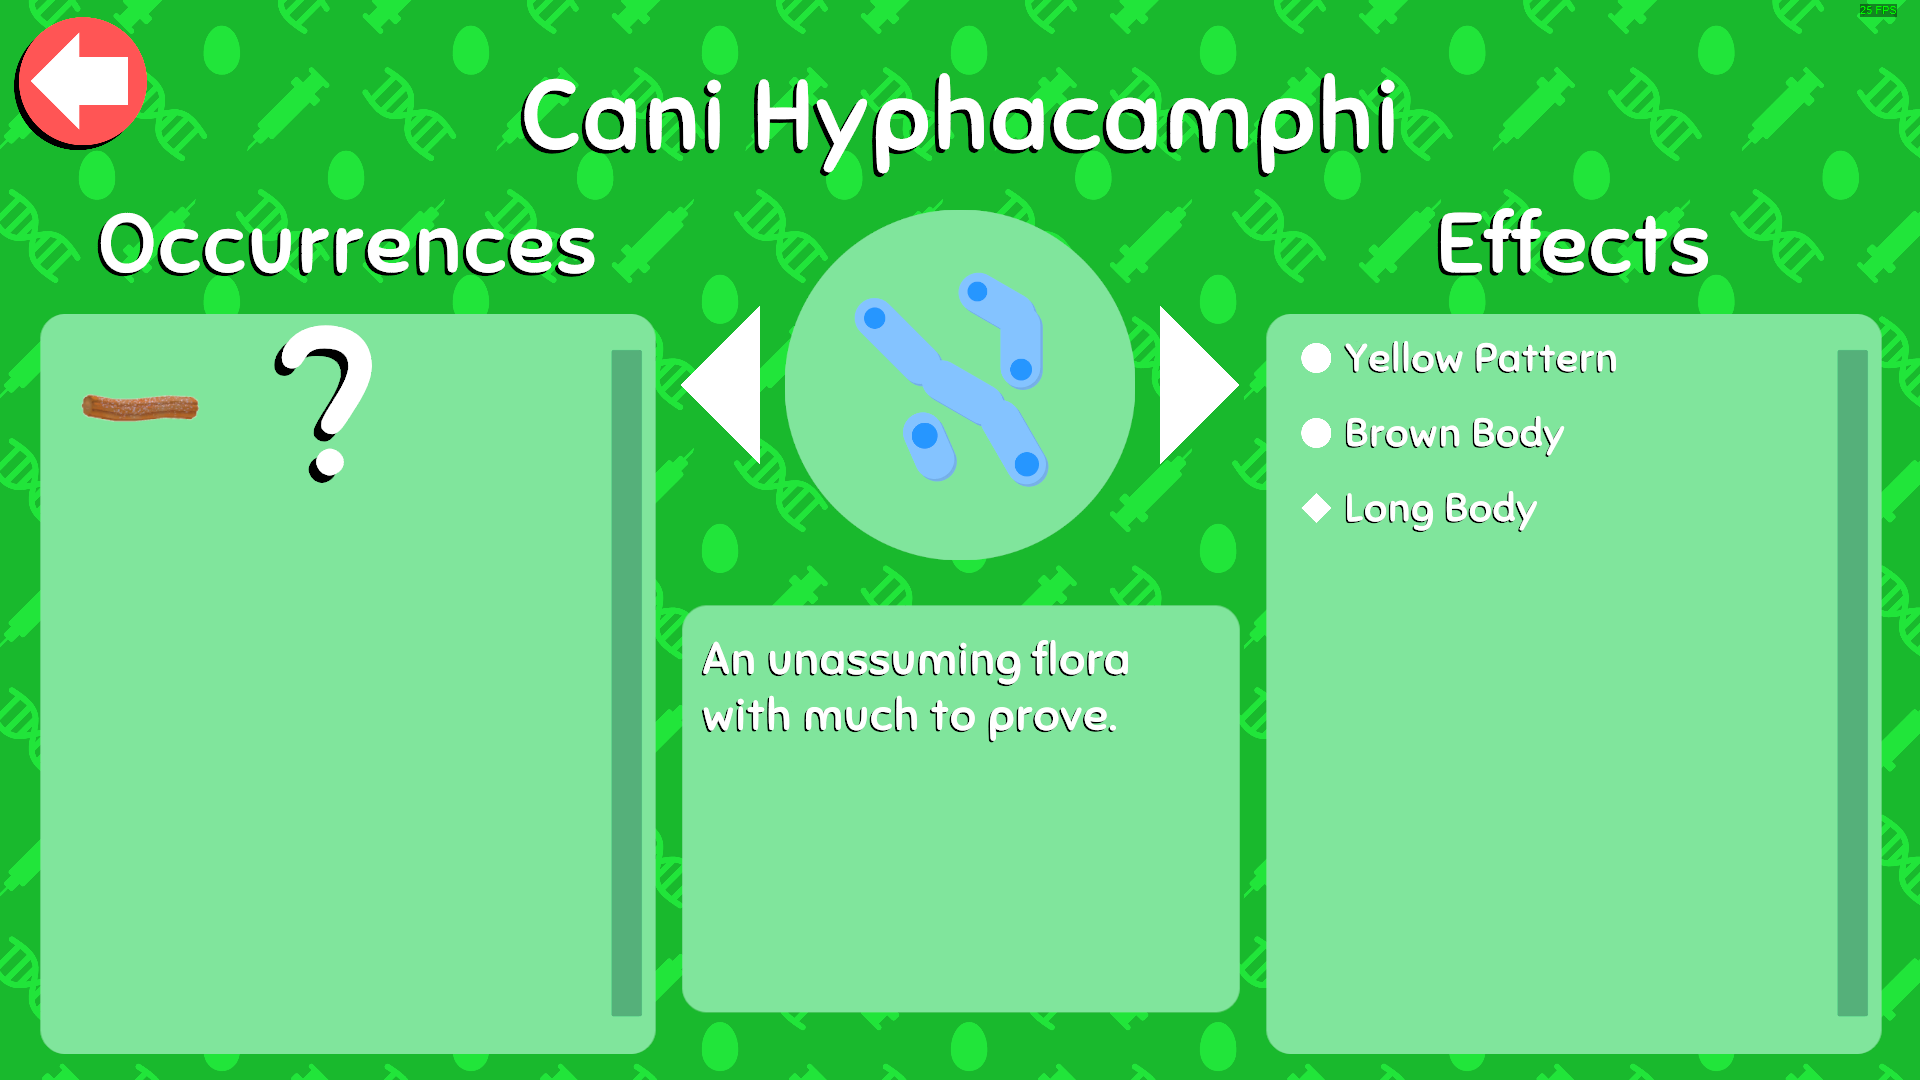 25 FPS
Cani Hyphacamphi
Occurrences
Effects
?
Yellow Pattern
Brown Body
Long Body
An unassuming flora
with much to prove.